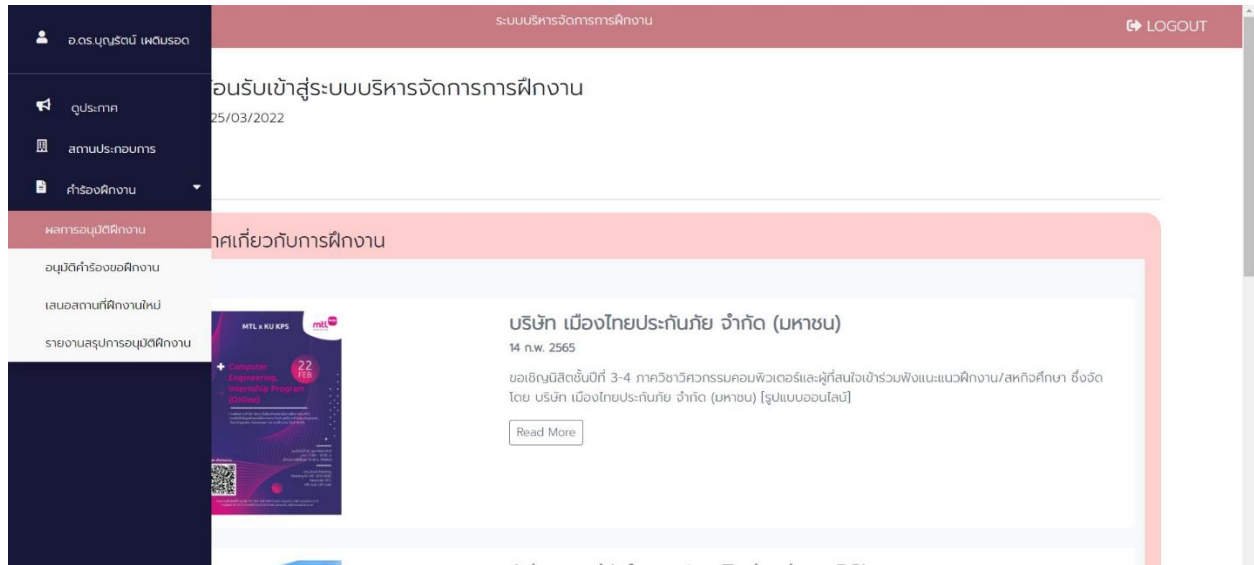 ระบบบริหารจัดการการฝึกงาน
LOGOUT
อ.ดร.บุญรัตน์ เผดิมรอด
ดูประกาศ
สถานประกอบการ
คำร้องฝึกงาน
ผลการอนุมัติฝึกงาน
อนุมัติคำร้องขอฝึกงาน
เสนอสถานที่ฝึกงานใหม่
รายงานสรุปการอนุมัติฝึกงาน
้อนรับเข้าสู่ระบบบริหารจัดการการฝึกงาน
25/03/2022
าศเกี่ยวกับการฝึกงาน
MTL x KU KPS
mtl
Computer
Engineering,
Internship Program
(Online)
22
FEB
บริษัท เมืองไทยประกันภัย จำกัด (มหาชน)
14 ก.พ. 2565
ขอเชิญนิสิตชั้นปีที่ 3-4 ภาควิชาวิศวกรรมคอมพิวเตอร์และผู้ที่สนใจเข้าร่วมฟังแนะแนวฝึกงาน/สหกิจศึกษา ซึ่งจัด
โดย บริษัท เมืองไทยประกันภัย จำกัด (มหาชน) [รูปแบบออนไลน์]
Read More